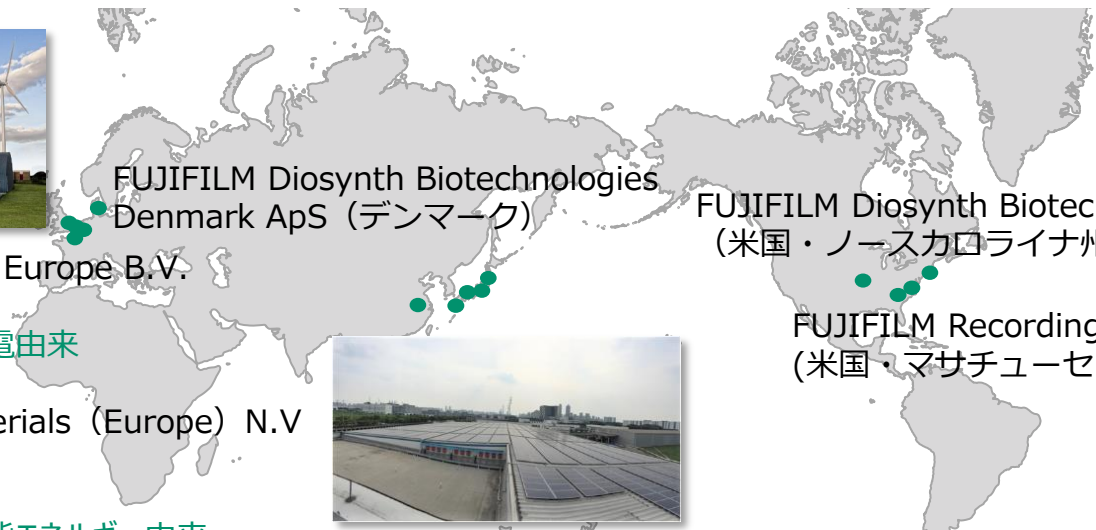 FUJIFILM Diosynth Biotechnologies
Denmark ApS（デンマーク）
FUJIFILM Diosynth Biotec
（米国・ノースカロライナ州
Europe B.V.
FUJIFILM Recording
(米国・マサチューセ
電由来
erials（Europe）N.V